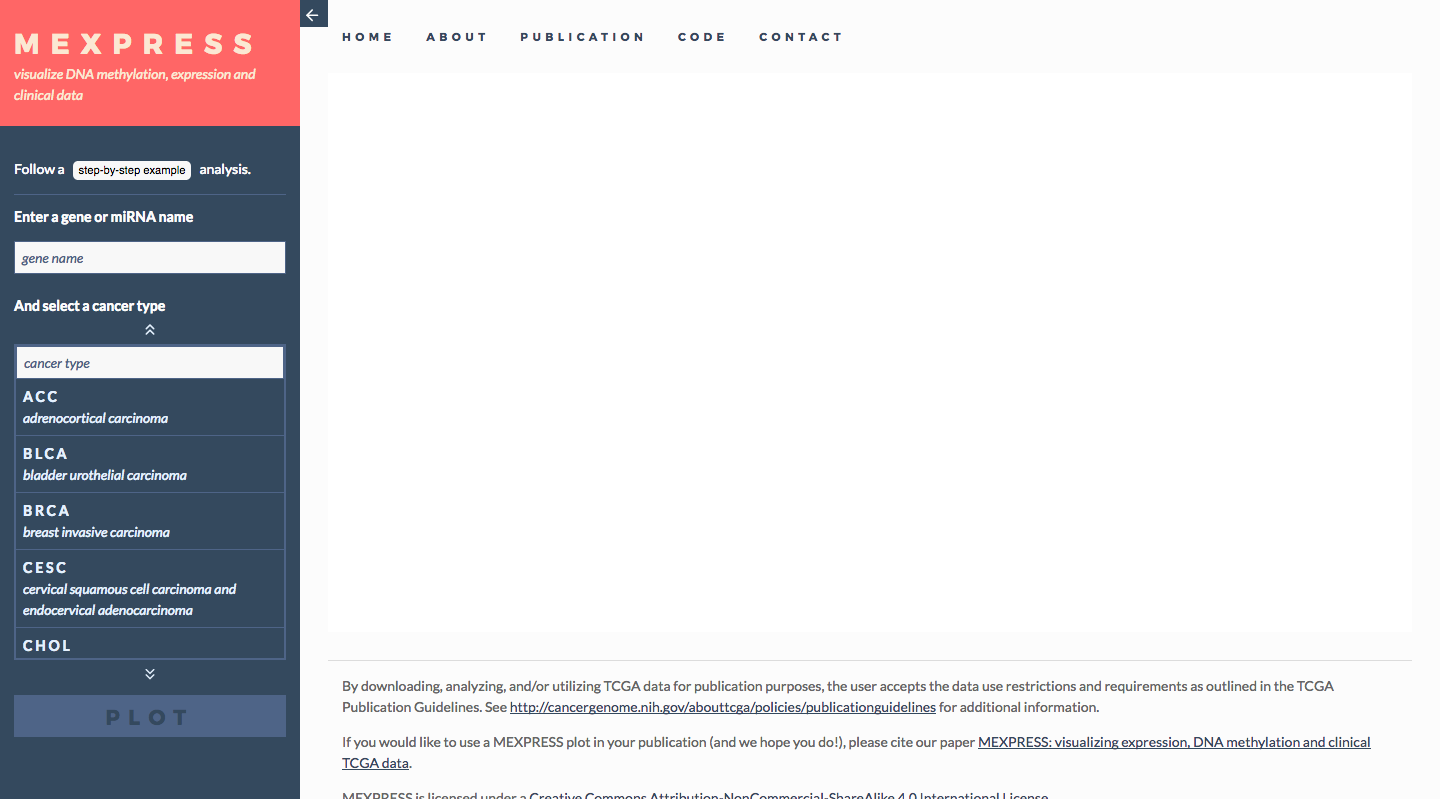 MEXPRESS
visualize DNA methylation, expression and
clinical data
Follow a step-by-step example analysis.
Enter a gene or miRNA name
gene name
And select a cancer type
cancer type
ACC
adrenocortical carcinoma
BLCA
bladder urothelial carcinoma
BRCA
breast invasive carcinoma
CESC
cervical squamous cell carcinoma and
endocervical adenocarcinoma
CHOL
PLOT
HOME ABOUT PUBLICATION CODE CONTACT
By downloading, analyzing, and/or utilizing TCGA data for publication purposes, the user accepts the data use restrictions and requirements as outlined in the TCGA
Publication Guidelines. See http://cancergenome.nih.gov/abouttcga/policies/publicationguidelines for additional information.
If you would like to use a MEXPRESS plot in your publication (and we hope you do!), please cite our paper MEXPRESS: visualizing expression, DNA methylation and clinical
TCGA data.
MEXPRESS is licensed under a Creative Commons Attribution-NonCommercial-ShareAlike 4.0 International License